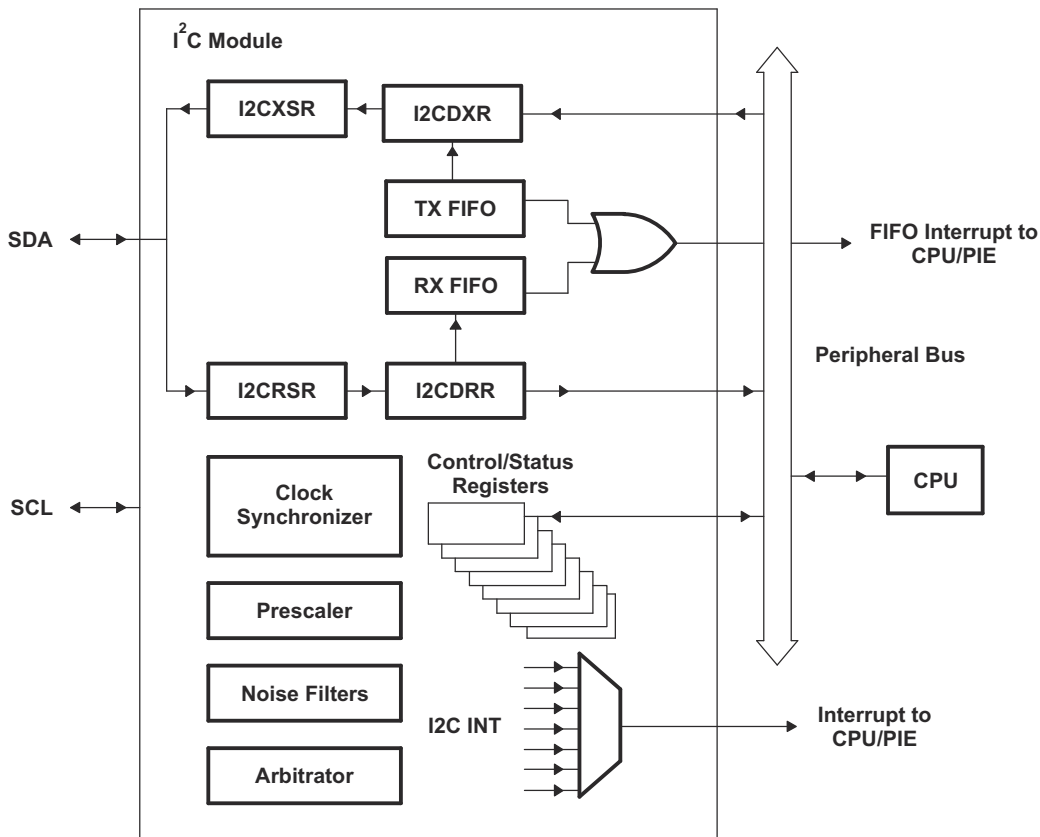 I²C Module
I2CXSR
I2CDXR
TX FIFO
SDA
FIFO Interrupt to
CPU/PIE
RX FIFO
Peripheral Bus
I2CRSR
I2CDRR
Control/Status
Registers
CPU
SCL
Clock
Synchronizer
Prescaler
Noise Filters
I2C INT
Interrupt to
CPU/PIE
Arbitrator